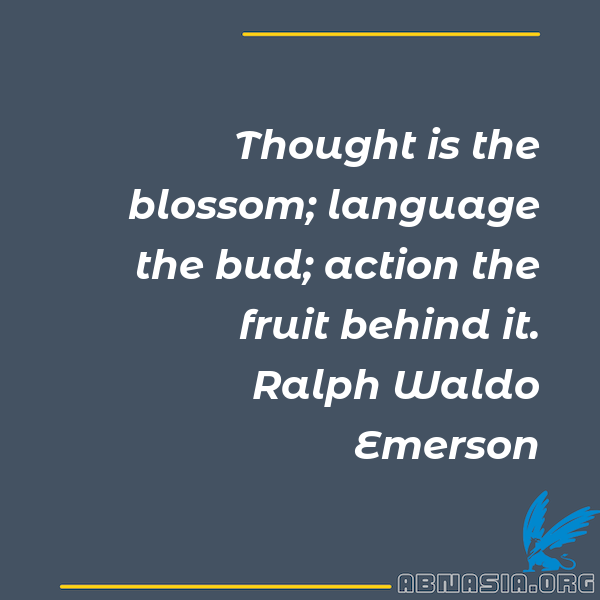 Thought is the
blossom; language
the bud; action the
fruit behind it.
Ralph Waldo
Emerson
ABNASIA.ORG